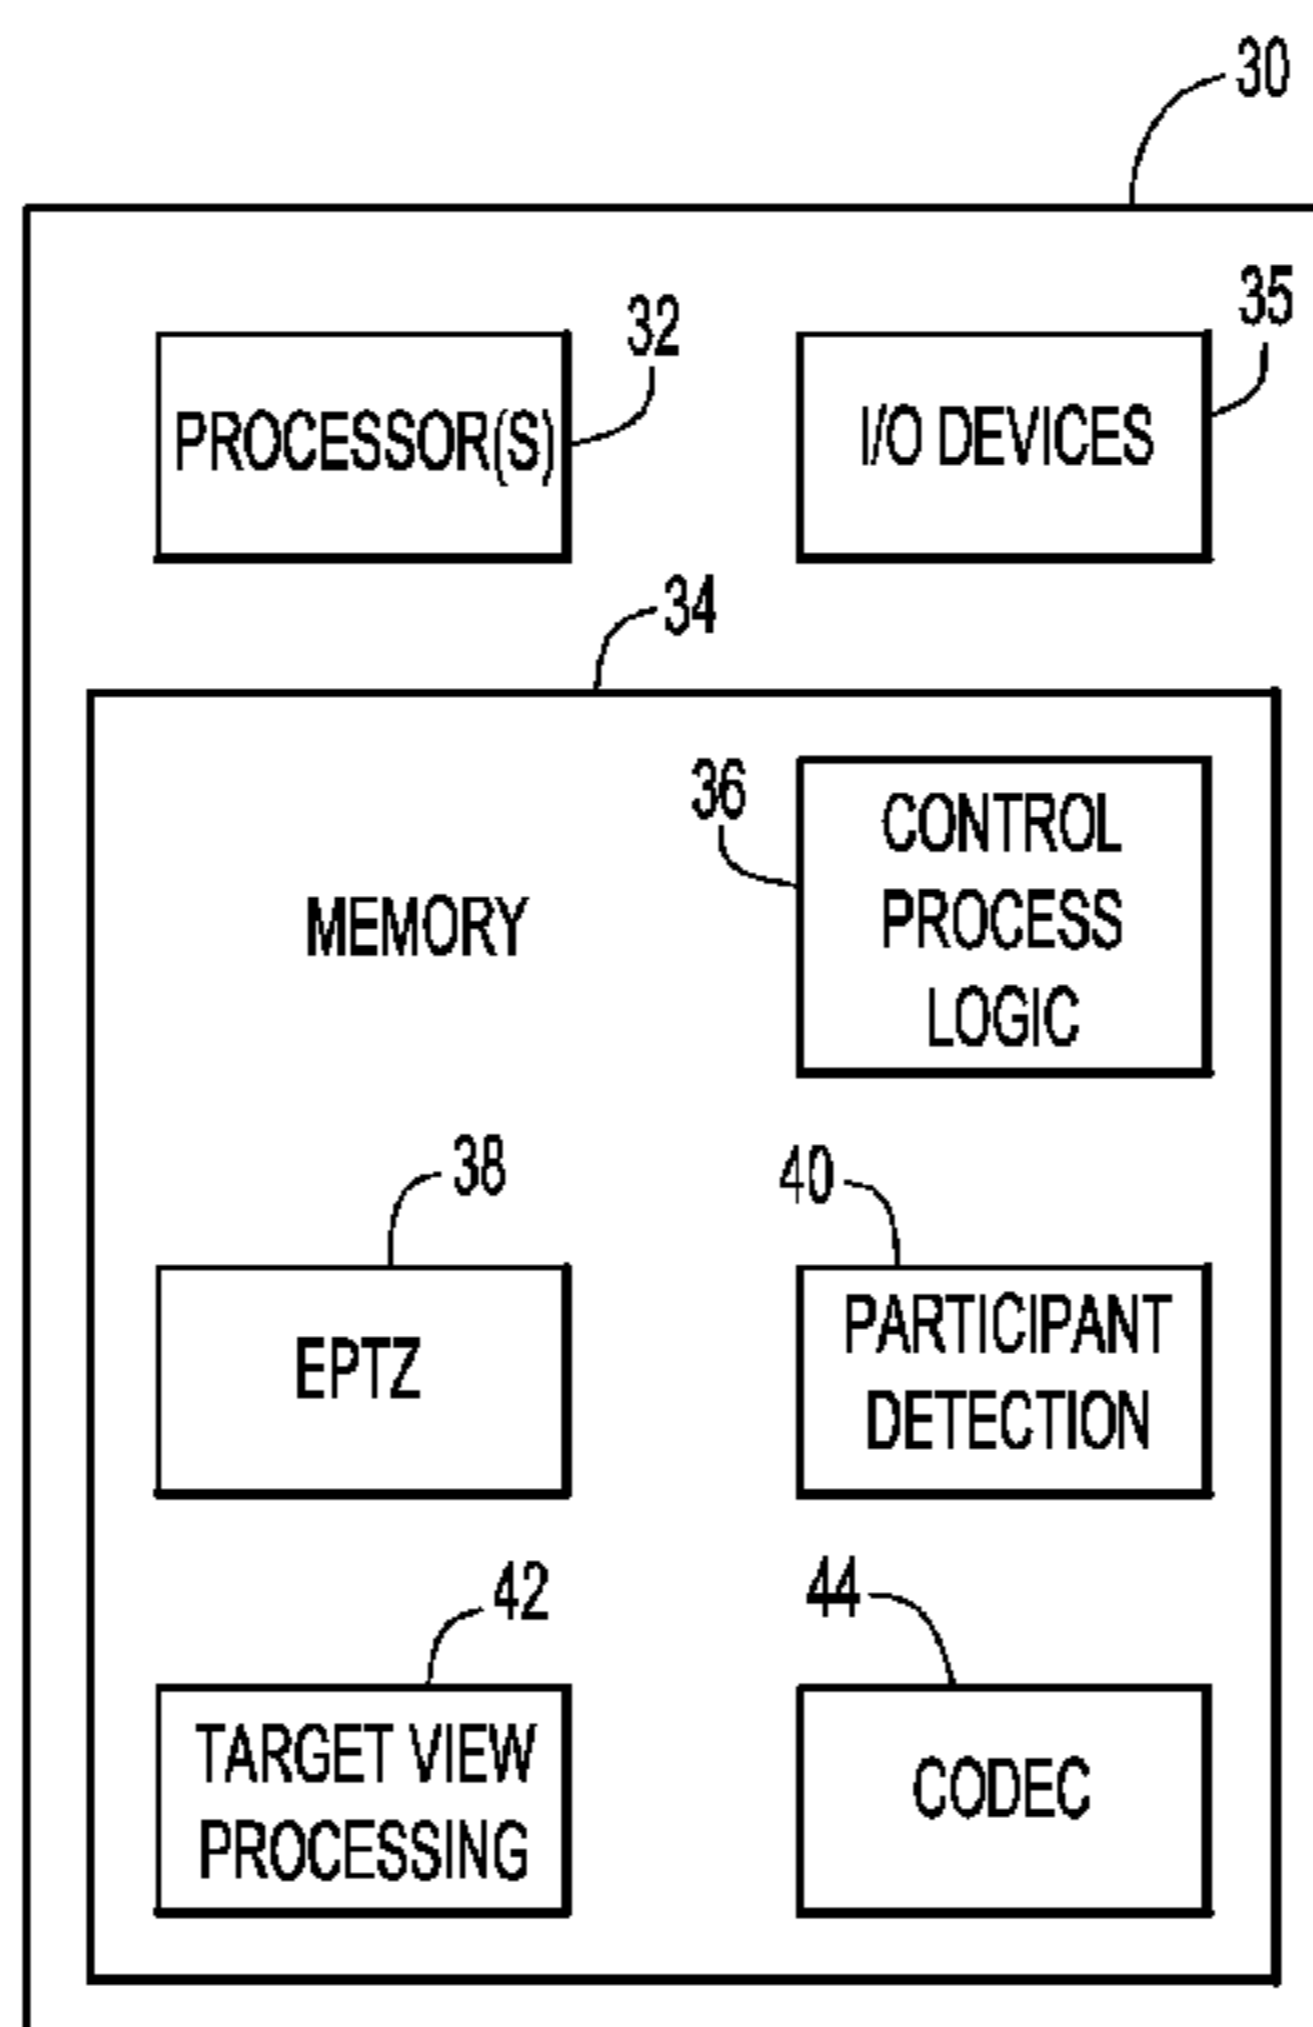 30
32
35
PROCESSOR(S)
I/O DEVICES
34
36
CONTROL
PROCESS
LOGIC
MEMORY
38
40
EPTZ
PARTICIPANT
DETECTION
42
44
TARGET VIEW
PROCESSING
CODEC